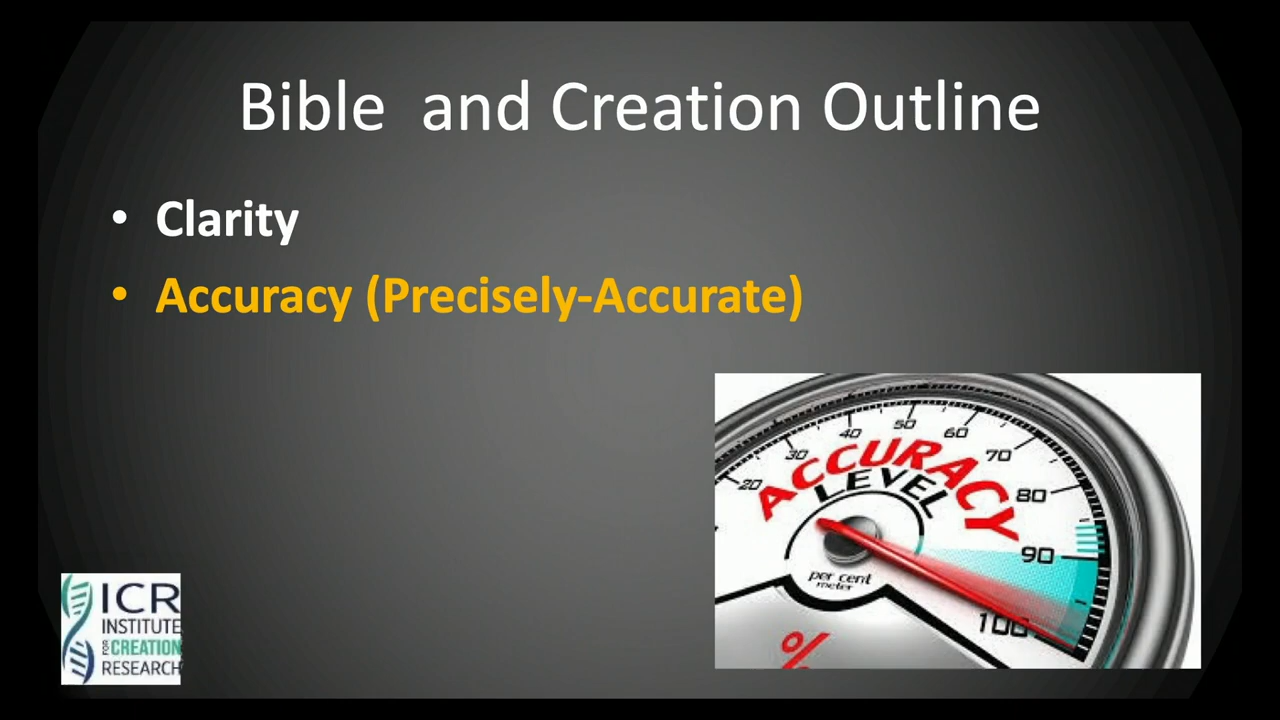 Bible and Creation Outline
• Clarity
• Accuracy (Precisely-Accurate)
20 30 40 50 60 70 80 90 100
ACCURACY
LEVEL
per cent
meter
%
ICR
INSTITUTE
FOR CREATION
RESEARCH